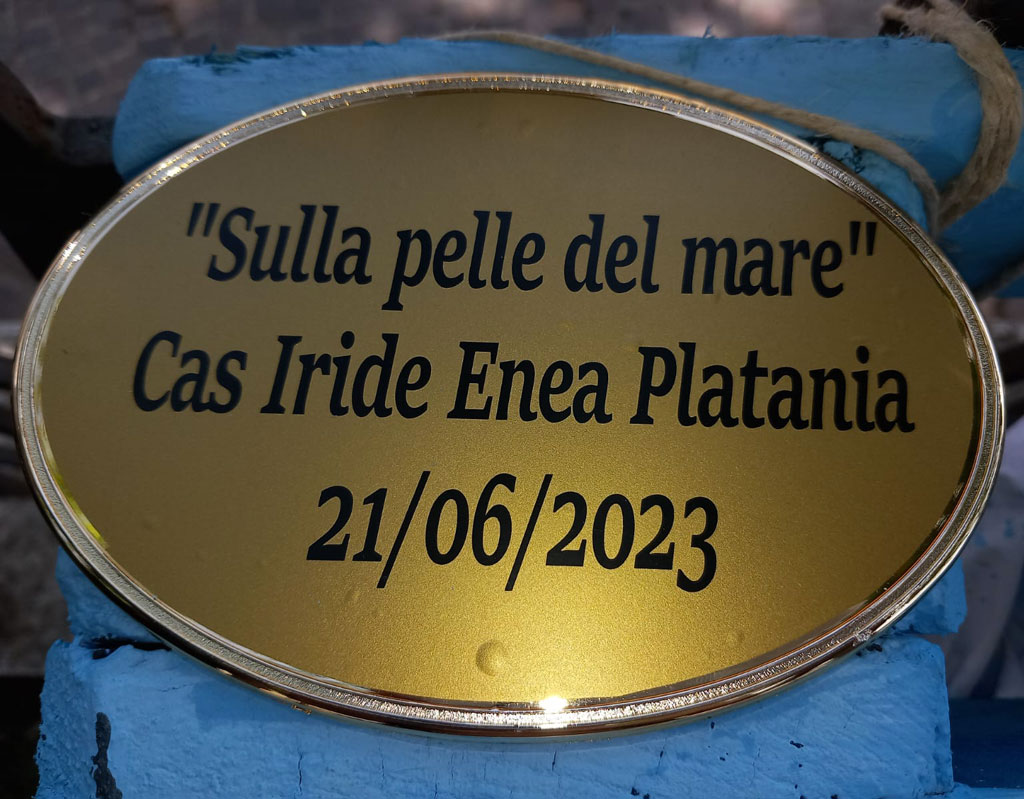 "Sulla pelle del mare"
Cas Iride Enea Platania
21/06/2023